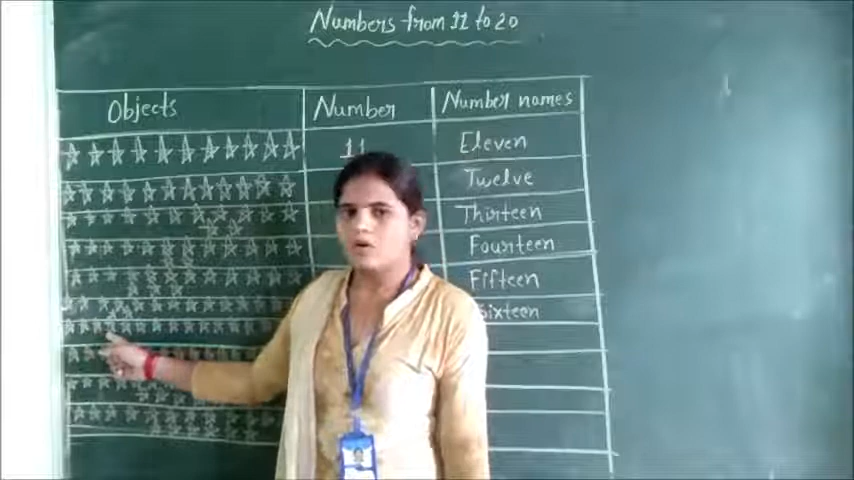 Numbers from 11 to 20
Objects Number Number names
11 Eleven
Twelve
Thirteen
Fourteen
Fifteen
Sixteen